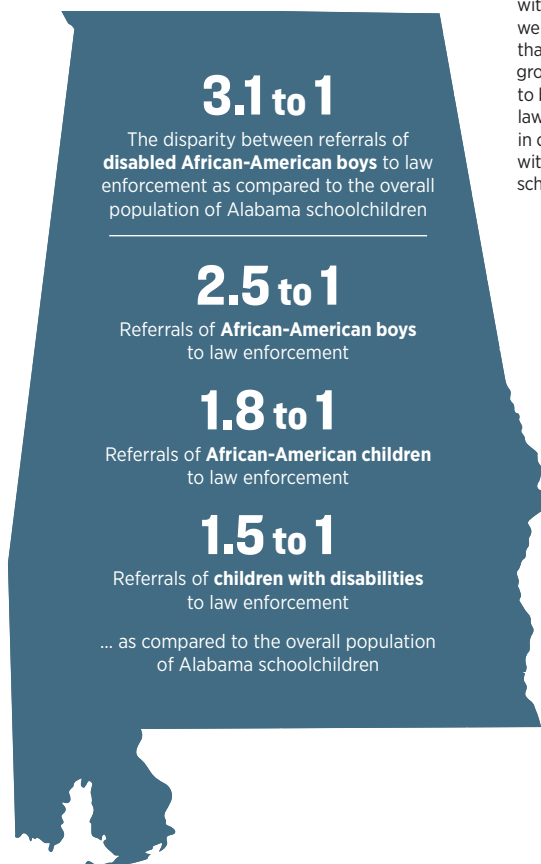 3.1 to 1
The disparity between referrals of
disabled African-American boys to law
enforcement as compared to the overall
population of Alabama schoolchildren
2.5 to 1
Referrals of African-American boys
to law enforcement
1.8 to 1
Referrals of African-American children
to law enforcement
1.5 to 1
Referrals of children with disabilities
to law enforcement
... as compared to the overall population
of Alabama schoolchildren
we
to
in